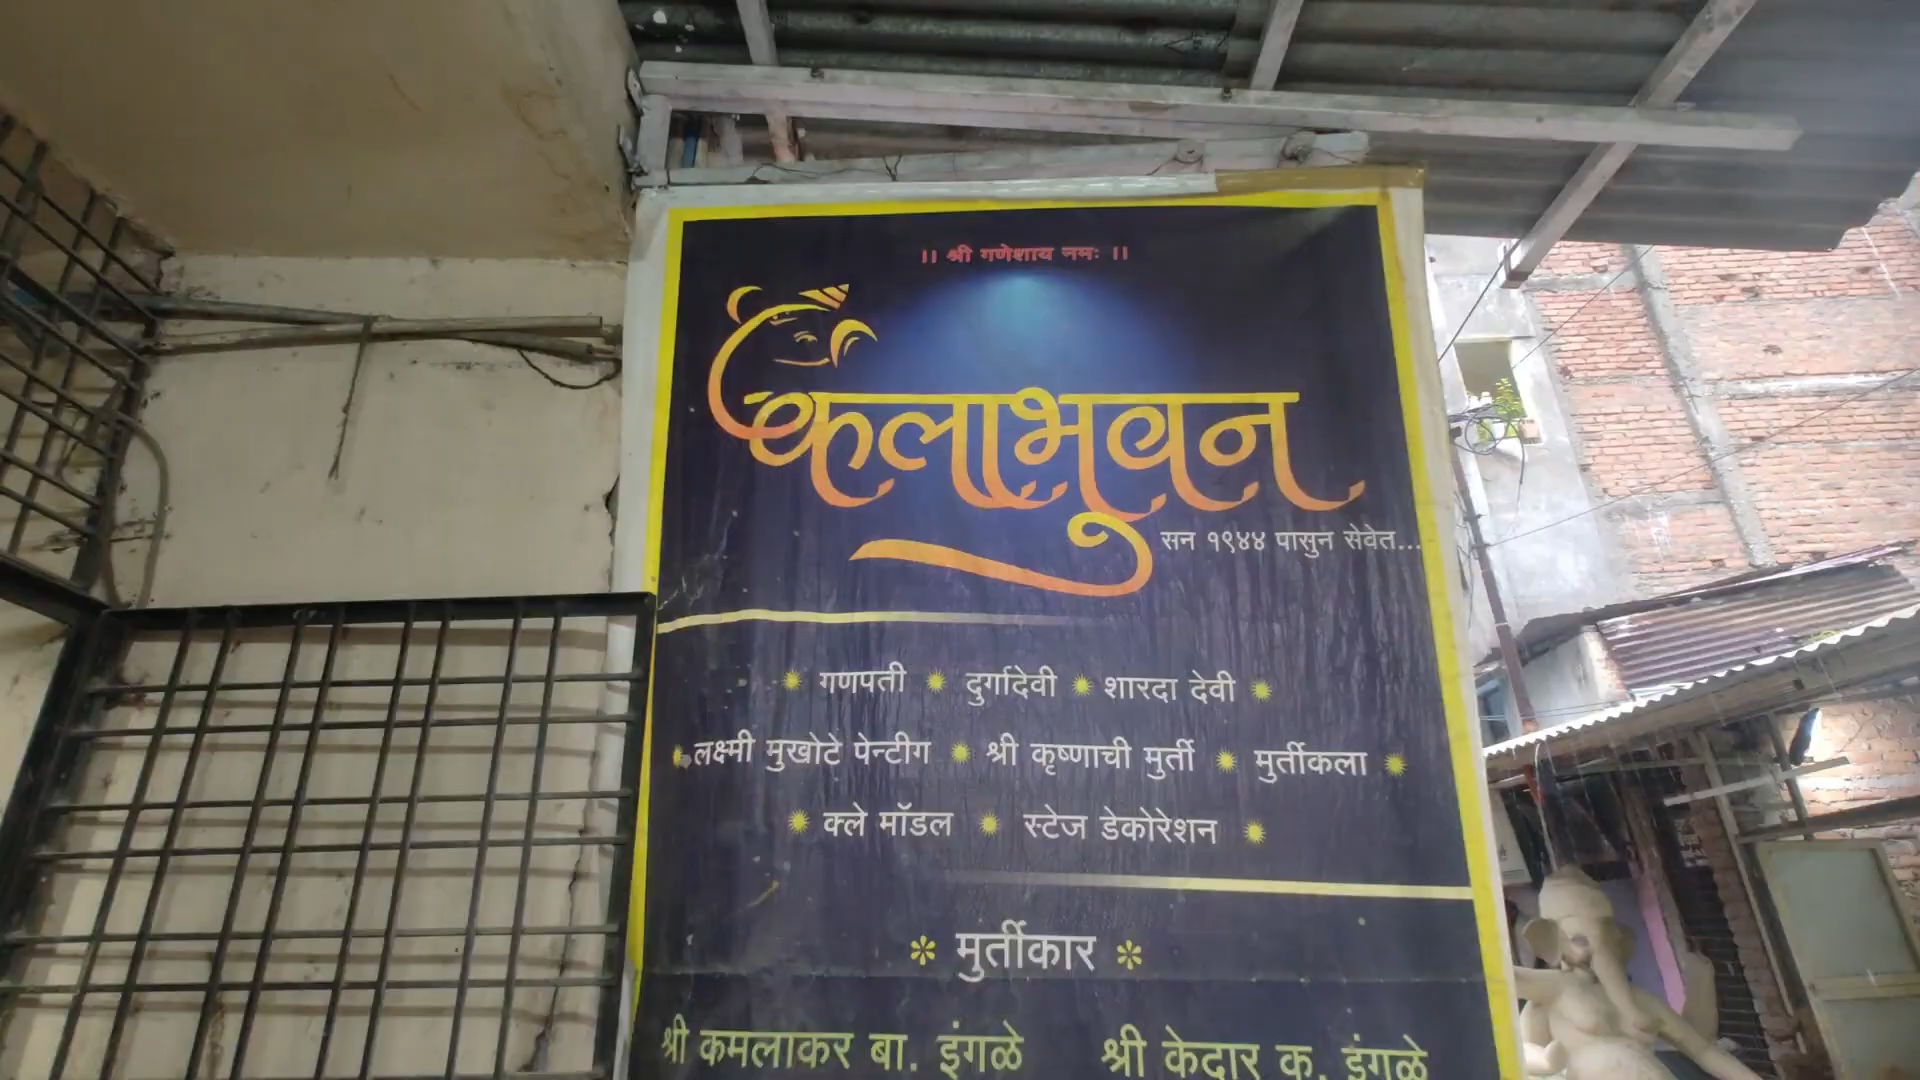 ।। श्री गणेशाय नमः ।।
कलाभुवन
सन १९४४ पासुन सेवेत...
गणपती दुर्गादेवी शारदा देवी
लक्ष्मी मुखोटे पेन्टीग श्री कृष्णाची मुर्ती मुर्तीकला
क्ले मॉडल स्टेज डेकोरेशन
मुर्तीकार
श्री कमलाकर बा. इंगळे श्री केदार क. इंगळे